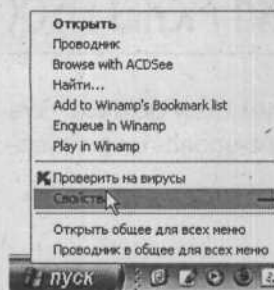 Открыть
Проводник
Browse with ACDSee
Найти...
Add to Winamp's Bookmark list
Enqueue in Winamp
Play in Winamp
Проверить на вирусы
Свойства
Открыть общее для всех меню
Проводник в общее для всех меню
пуск